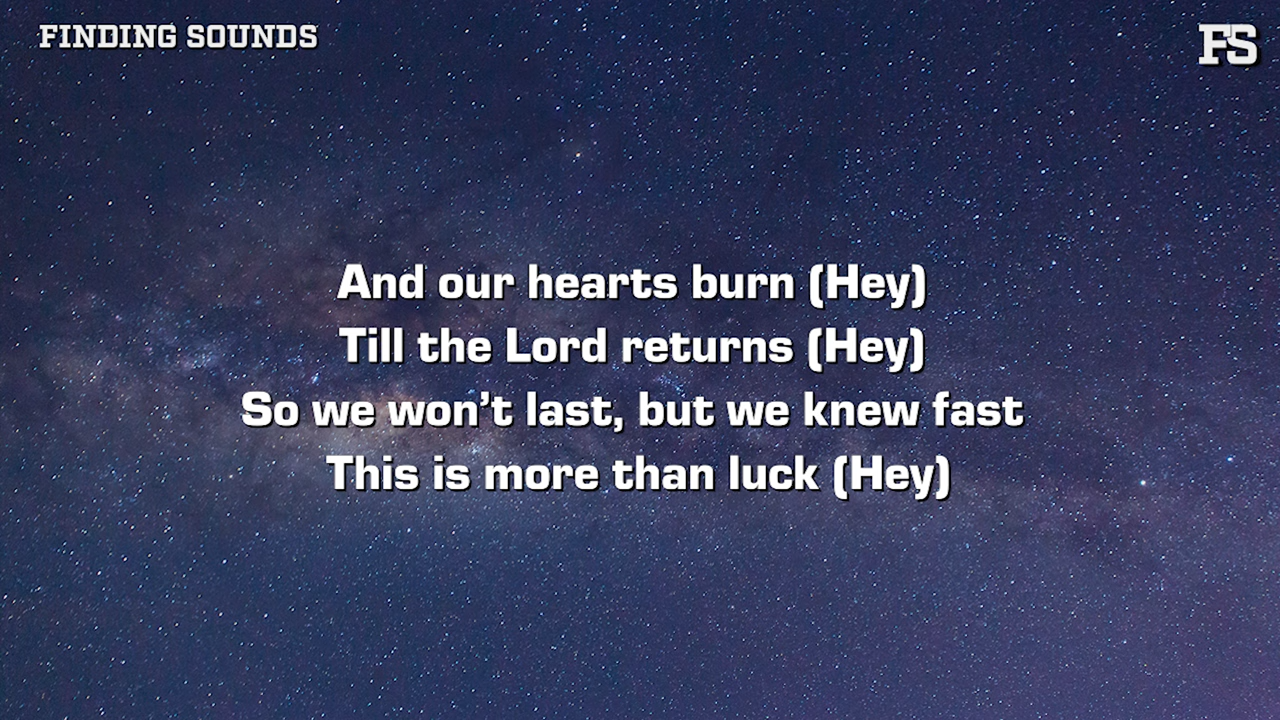 FINDING SOUNDS
FS
And our hearts burn (Hey)
Till the Lord returns (Hey)
So we won’t last, but we knew fast
This is more than luck (Hey)